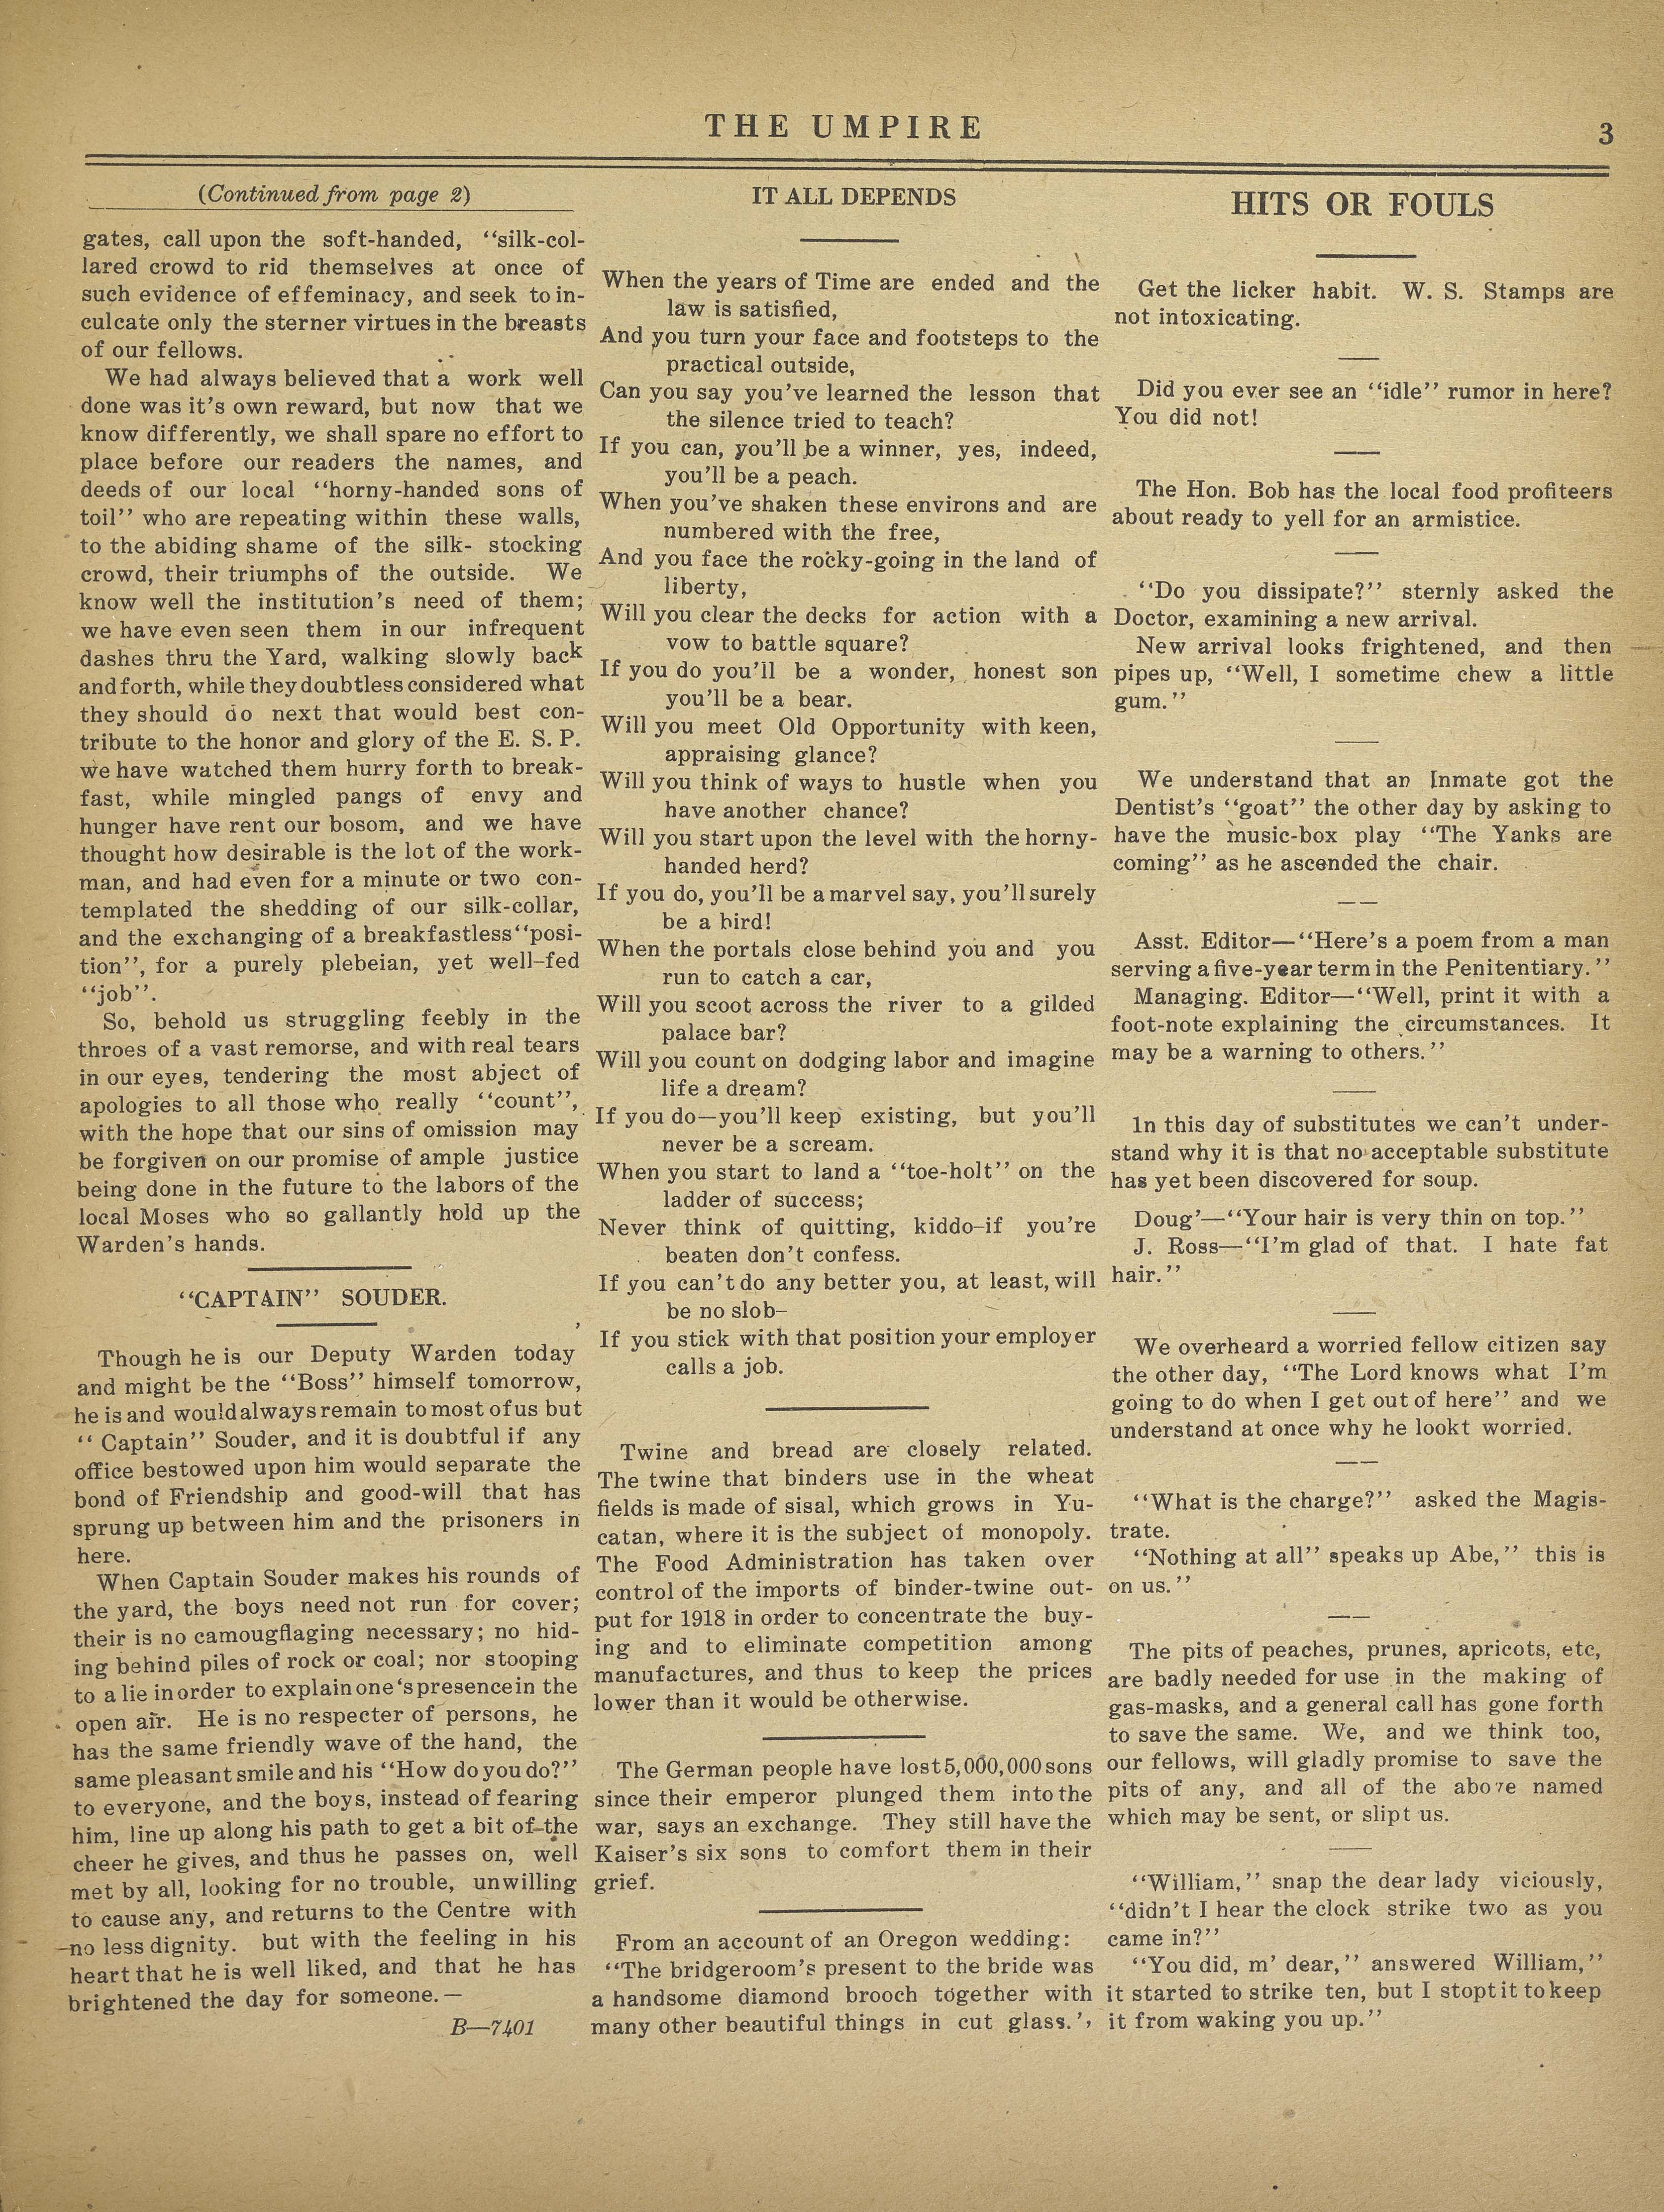 THE UMPIRE
3
(Continued from page 2)
gates, call upon the soft-handed, "silk-col-
lared crowd to rid themselves at once of
such evidence of effeminacy, and seek to in-
culcate only the sterner virtues in the breasts
of our fellows.
We had always believed that a work well
done was it's own reward, but now that we
know differently, we shall spare no effort to
place before our readers the names, and
deeds of our local "horny-handed sons of
toil" who are repeating within these walls,
to the abiding shame of the silk- stocking
crowd, their triumphs of the outside. We
know well the institution's need of them;
we have even seen them in our infrequent
dashes thru the Yard, walking slowly back
and forth, while they doubtless considered what
they should do next that would best con-
tribute to the honor and glory of the E. S. P.
we have watched them hurry forth to break-
fast, while mingled pangs of envy and
hunger have rent our bosom, and we have
thought how desirable is the lot of the work-
man, and had even for a minute or two con-
templated the shedding of our silk-collar,
and the exchanging of a breakfastless "posi-
tion", for a purely plebeian, yet well-fed
"job".
So, behold us struggling feebly in the
throes of a vast remorse, and with real tears
in our eyes, tendering the most abject of
apologies to all those who really "count",
with the hope that our sins of omission may
be forgiven on our promise of ample justice
being done in the future to the labors of the
local Moses who so gallantly hold up the
Warden's hands.
"CAPTAIN" SOUDER.
Though he is our Deputy Warden today
and might be the "Boss" himself tomorrow,
he is and would always remain to most of us but
" Captain" Souder, and it is doubtful if any
office bestowed upon him would separate the
bond of Friendship and good-will that has
sprung up between him and the prisoners in
here.
When Captain Souder makes his rounds of
the yard, the boys need not run for cover;
their is no camougflaging necessary; no hid-
ing behind piles of rock or coal; nor stooping
to a lie in order to explain one's presence in the
open air. He is no respecter of persons, he
has the same friendly wave of the hand, the
same pleasant smile and his "How do you do?"
to everyone, and the boys, instead of fearing
him, line up along his path to get a bit of the
cheer he gives, and thus he passes on, well
met by all, looking for no trouble, unwilling
to cause any, and returns to the Centre with
no less dignity. but with the feeling in his
heart that he is well liked, and that he has
brightened the day for someone.—
B—7401
IT ALL DEPENDS
When the years of Time are ended and the
law is satisfied,
And you turn your face and footsteps to the
practical outside,
Can you say you've learned the lesson that
the silence tried to teach?
If you can, you'll be a winner, yes, indeed,
you'll be a peach.
When you've shaken these environs and are
numbered with the free,
And you face the rocky-going in the land of
liberty,
Will you clear the decks for action with a
vow to battle square?
If you do you'll be a wonder, honest son
you'll be a bear.
Will you meet Old Opportunity with keen,
appraising glance?
Will you think of ways to hustle when you
have another chance?
Will you start upon the level with the horny-
handed herd?
If you do, you'll be a marvel say, you'll surely
be a bird!
When the portals close behind you and you
run to catch a car,
Will you scoot across the river to a gilded
palace bar?
Will you count on dodging labor and imagine
life a dream?
If you do—you'll keep existing, but you'll
never be a scream.
When you start to land a "toe-holt" on the
ladder of success;
Never think of quitting, kiddo-if you're
beaten don't confess.
If you can't do any better you, at least, will
be no slob—
If you stick with that position your employer
calls a job.
Twine and bread are closely related.
The twine that binders use in the wheat
fields is made of sisal, which grows in Yu-
catan, where it is the subject of monopoly.
The Food Administration has taken over
control of the imports of binder-twine out-
put for 1918 in order to concentrate the buy-
ing and to eliminate competition among
manufactures, and thus to keep the prices
lower than it would be otherwise.
The German people have lost 5,000,000 sons
since their emperor plunged them into the
war, says an exchange. They still have the
Kaiser's six sons to comfort them in their
grief.
From an account of an Oregon wedding:
"The bridgeroom's present to the bride was
a handsome diamond brooch together with
many other beautiful things in cut glass.',
HITS OR FOULS
Get the licker habit. W. S. Stamps are
not intoxicating.
Did you ever see an "idle" rumor in here?
You did not!
The Hon. Bob has the local food profiteers
about ready to yell for an armistice.
"Do you dissipate?" sternly asked the
Doctor, examining a new arrival.
New arrival looks frightened, and then
pipes up, "Well, I sometime chew a little
gum."
We understand that an Inmate got the
Dentist's "goat" the other day by asking to
have the music-box play "The Yanks are
coming" as he ascended the chair.
Asst. Editor—"Here's a poem from a man
serving a five-year term in the Penitentiary."
Managing. Editor—"Well, print it with a
foot-note explaining the circumstances. It
may be a warning to others."
In this day of substitutes we can't under-
stand why it is that no acceptable substitute
has yet been discovered for soup.
Doug'—"Your hair is very thin on top."
J. Ross—"I'm glad of that. I hate fat
hair."
We overheard a worried fellow citizen say
the other day, "The Lord knows what I'm
going to do when I get out of here" and we
understand at once why he lookt worried.
"What is the charge?" asked the Magis-
trate.
"Nothing at all" speaks up Abe," this is
on us."
The pits of peaches, prunes, apricots, etc,
are badly needed for use in the making of
gas-masks, and a general call has gone forth
to save the same. We, and we think too,
our fellows, will gladly promise to save the
pits of any, and all of the above named
which may be sent, or slipt us.
"William," snap the dear lady viciously,
"didn't I hear the clock strike two as you
came in?"
"You did, m' dear," answered William,"
it started to strike ten, but I stopt it to keep
it from waking you up."